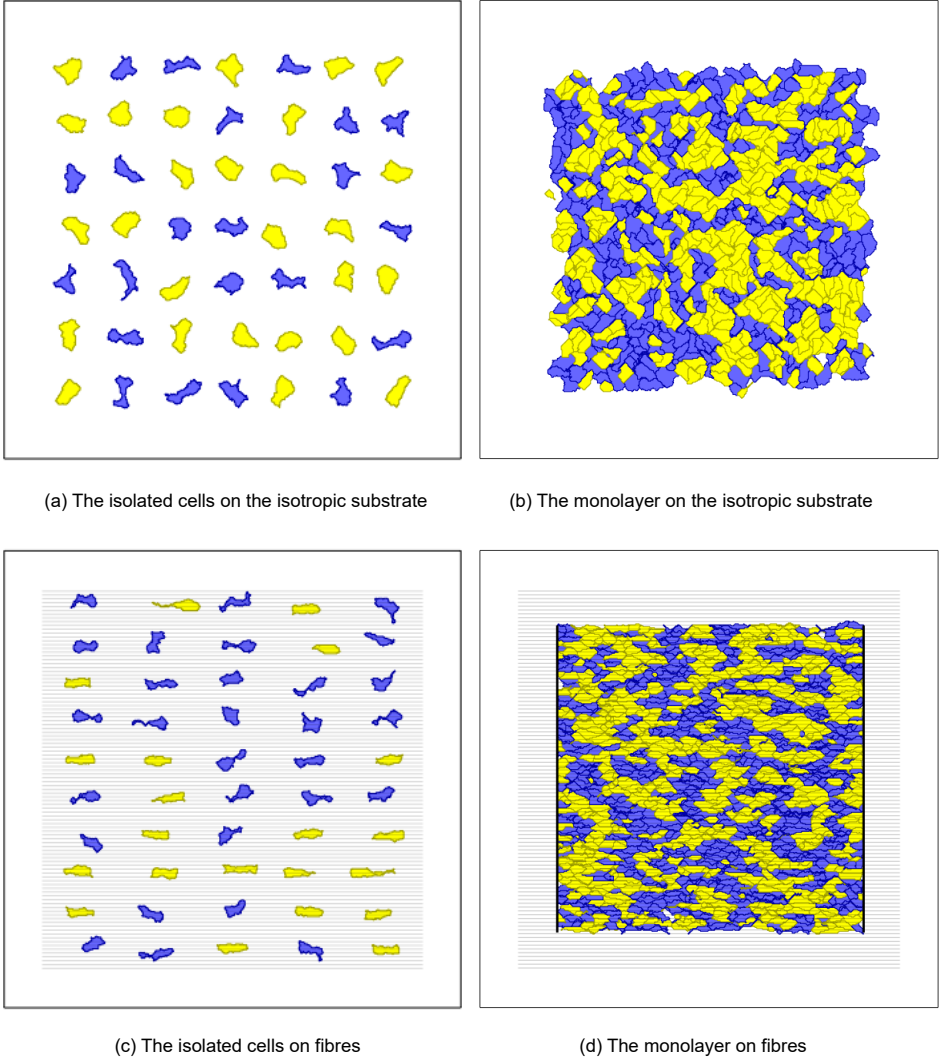 (a) The isolated cells on the isotropic substrate
(b) The monolayer on the isotropic substrate
(c) The isolated cells on fibres
(d) The monolayer on fibres